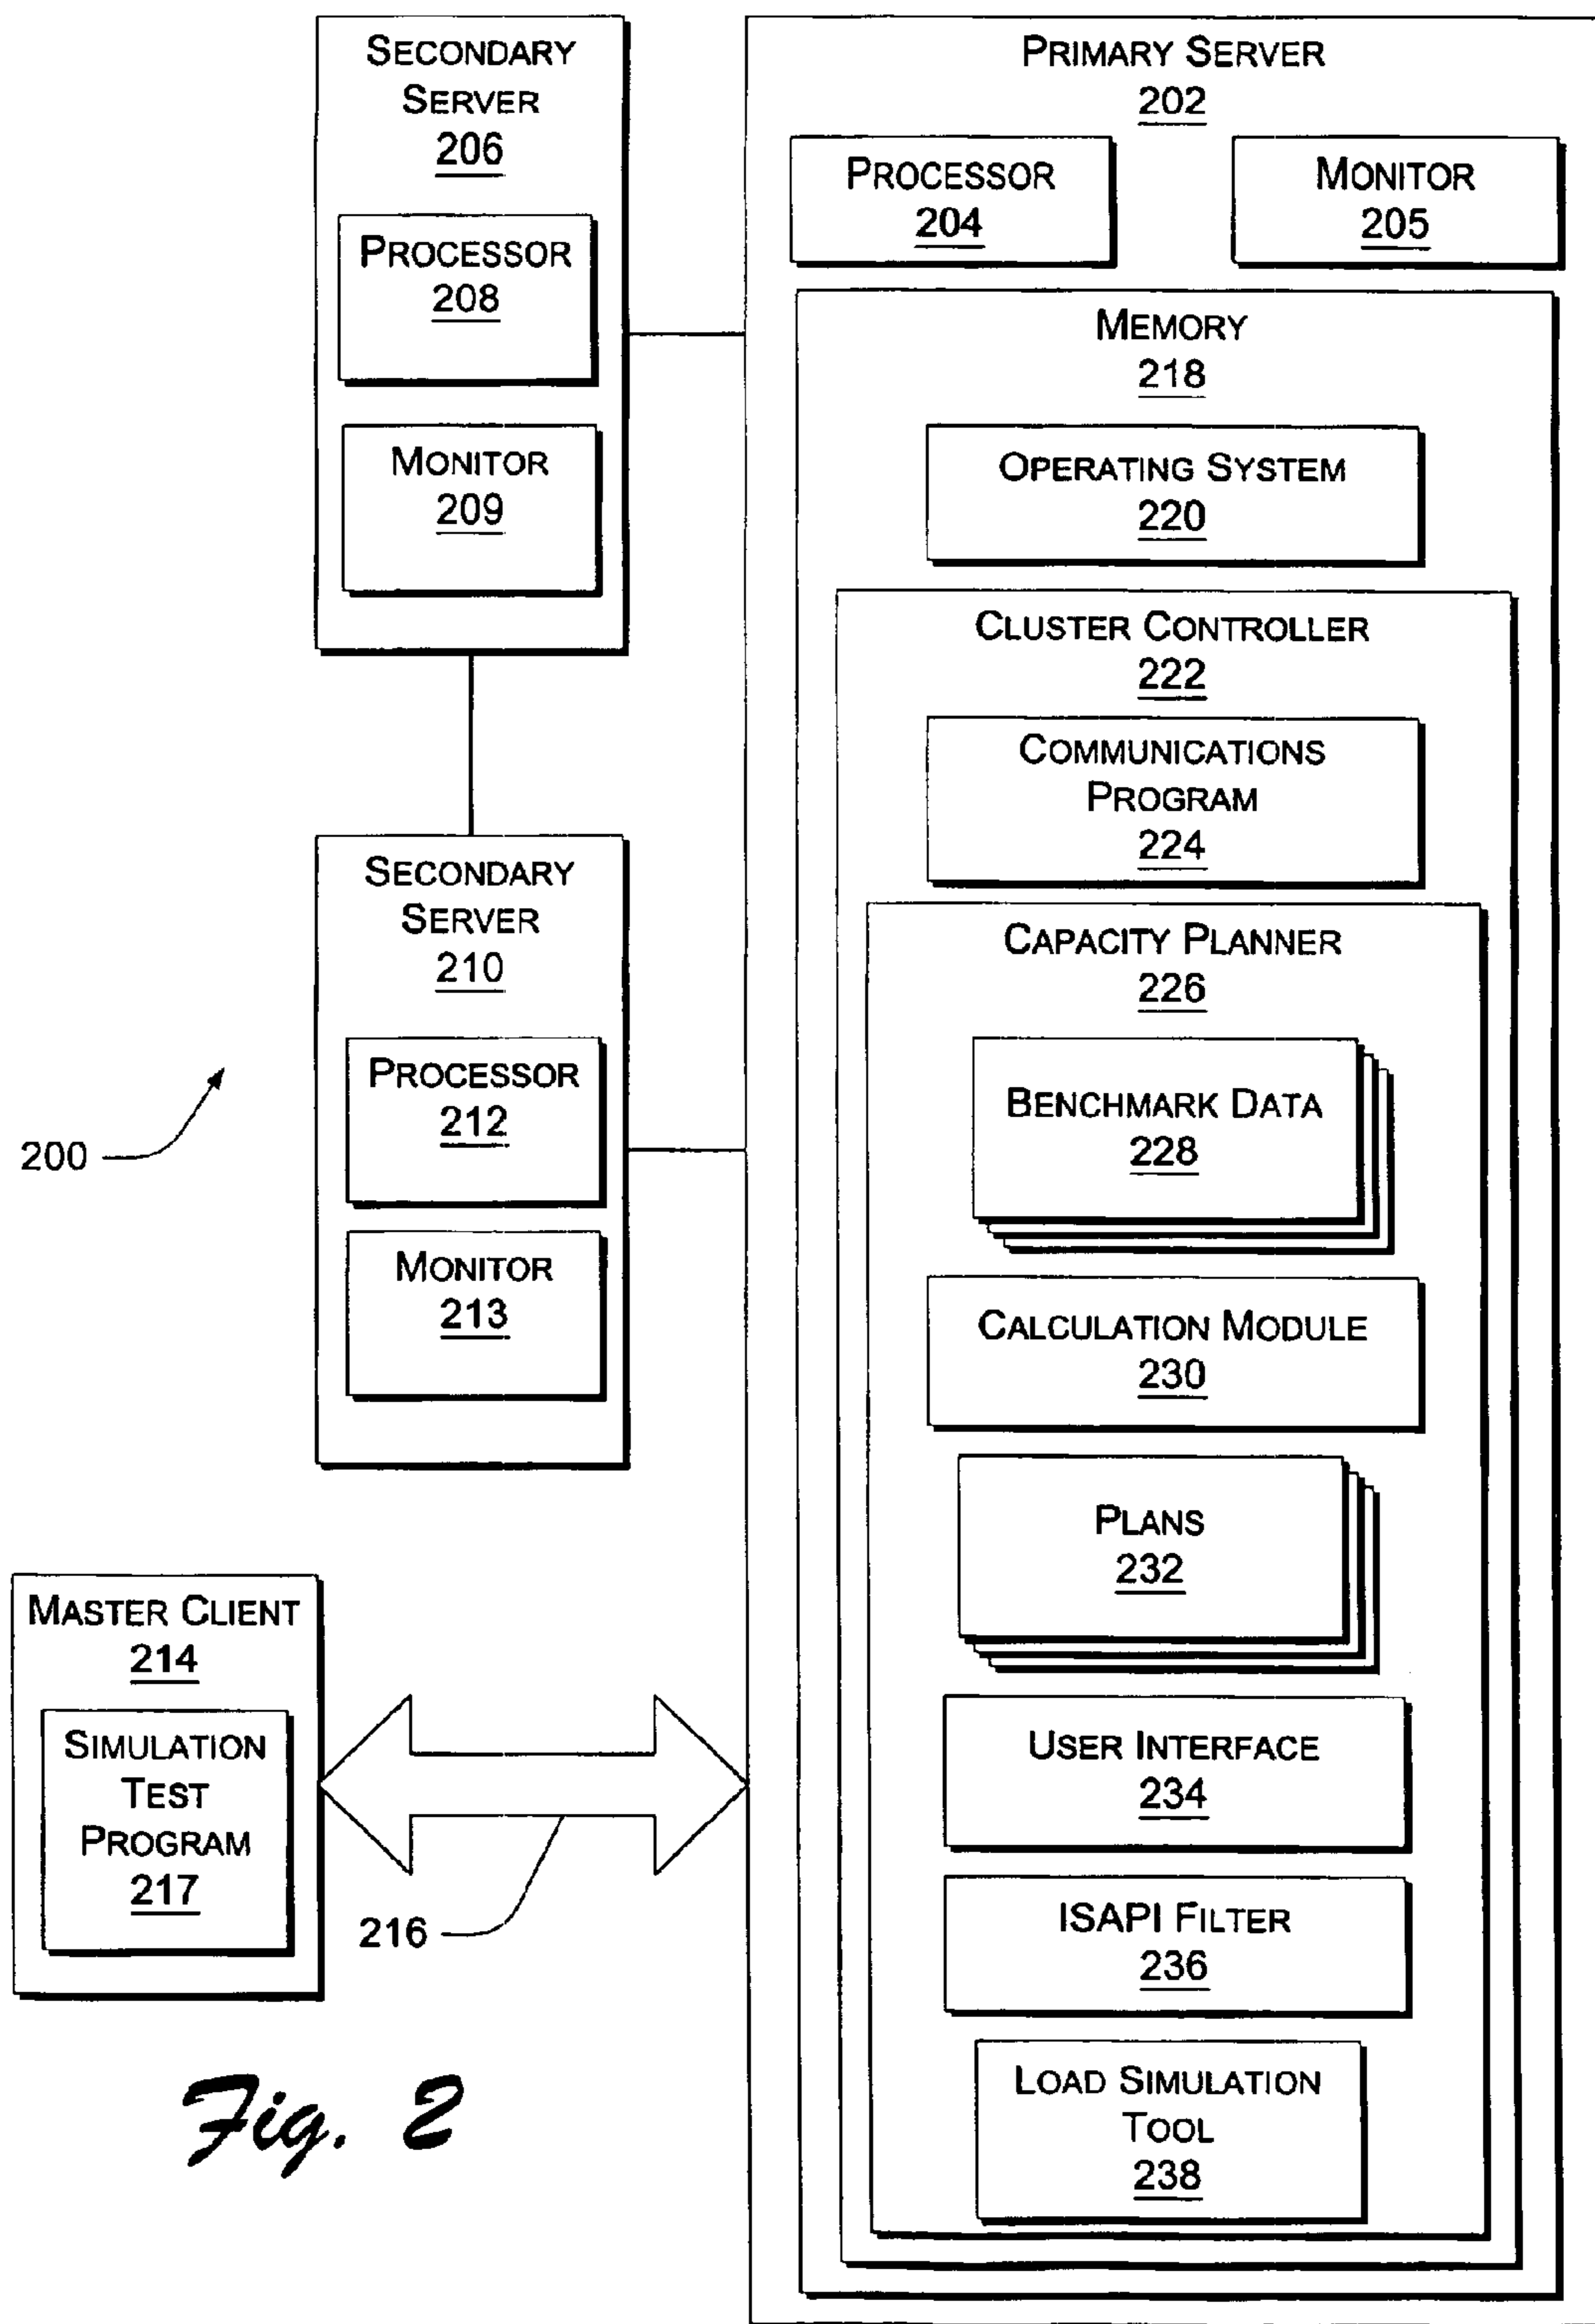 SECONDARY
SERVER
206
PROCESSOR
208
MONITOR
209
SECONDARY
SERVER
210
PROCESSOR
212
MONITOR
213
200
MASTER CLIENT
214
SIMULATION
TEST
PROGRAM
217
216
PRIMARY SERVER
202
PROCESSOR
204
MONITOR
205
MEMORY
218
OPERATING SYSTEM
220
CLUSTER CONTROLLER
222
COMMUNICATIONS
PROGRAM
224
CAPACITY PLANNER
226
BENCHMARK DATA
228
CALCULATION MODULE
230
PLANS
232
USER INTERFACE
234
ISAPI FILTER
236
LOAD SIMULATION
TOOL
238
Fig. 2